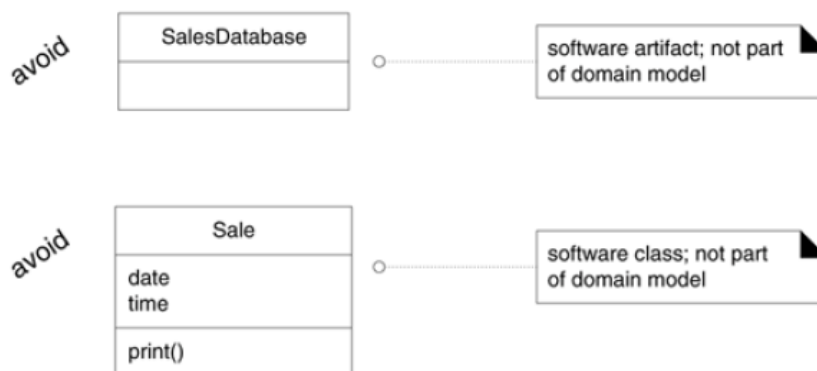 avoid
SalesDatabase
software artifact; not part
of domain model
avoid
Sale
date
time
print()
software class; not part
of domain model